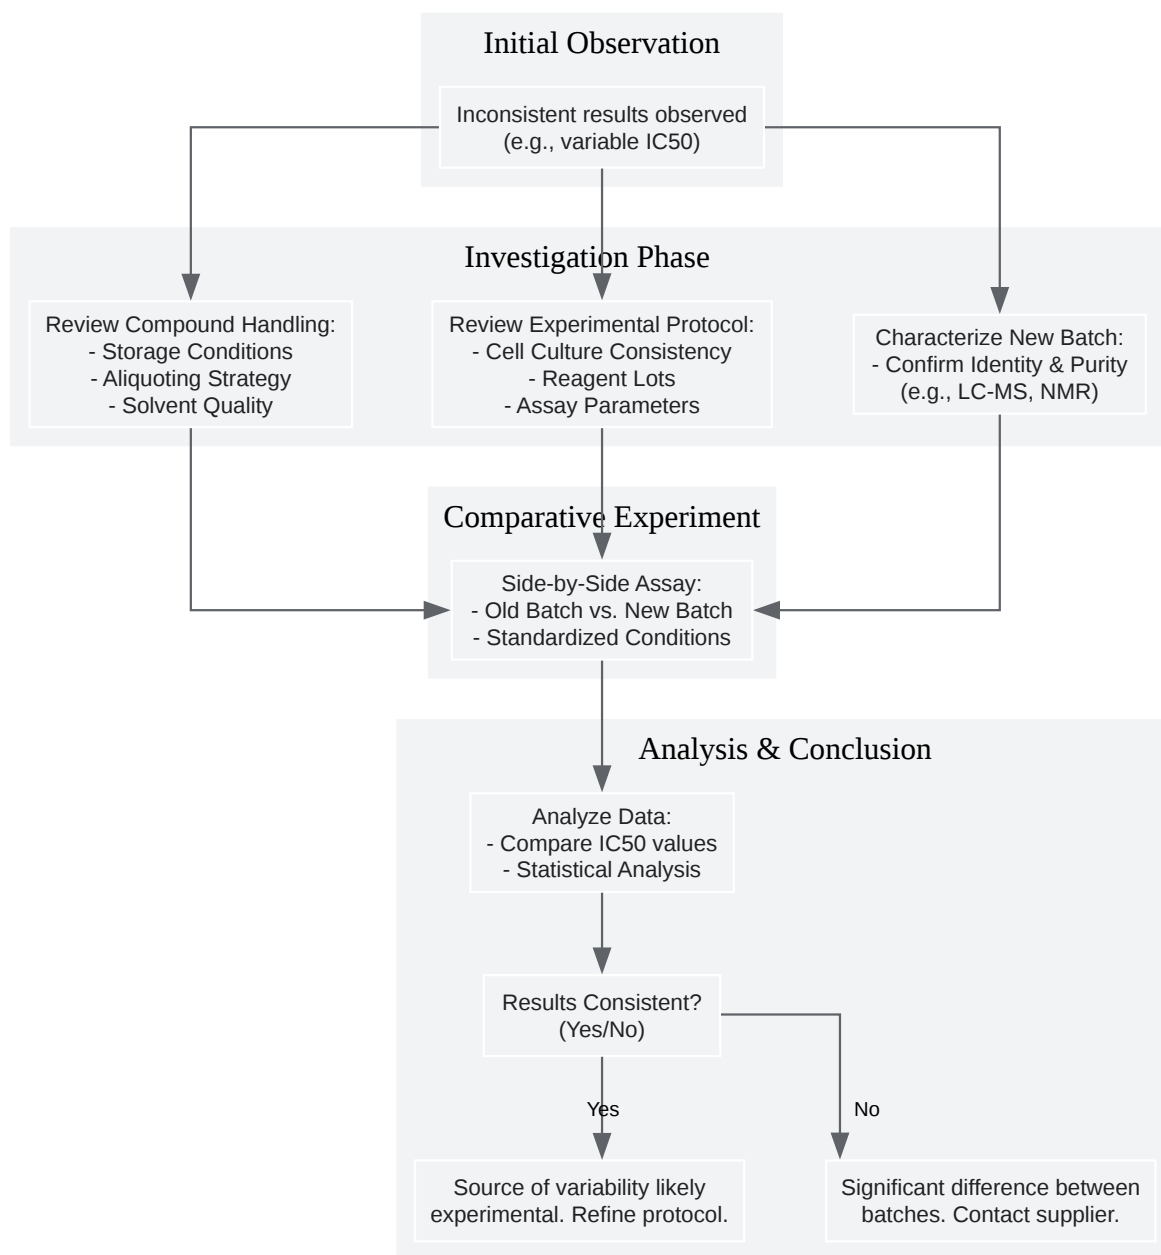 Initial Observation
Inconsistent results observed
(e.g., variable IC50)
Investigation Phase
Review Compound Handling:
- Storage Conditions
- Aliquoting Strategy
- Solvent Quality
Review Experimental Protocol:
- Cell Culture Consistency
- Reagent Lots
- Assay Parameters
Characterize New Batch:
- Confirm Identity & Purity
(e.g., LC-MS, NMR)
Comparative Experiment
Side-by-Side Assay:
- Old Batch vs. New Batch
- Standardized Conditions
Analysis & Conclusion
Analyze Data:
- Compare IC50 values
- Statistical Analysis
Results Consistent?
(Yes/No)
Yes
No
Source of variability likely
experimental. Refine protocol.
Significant difference between
batches. Contact supplier.